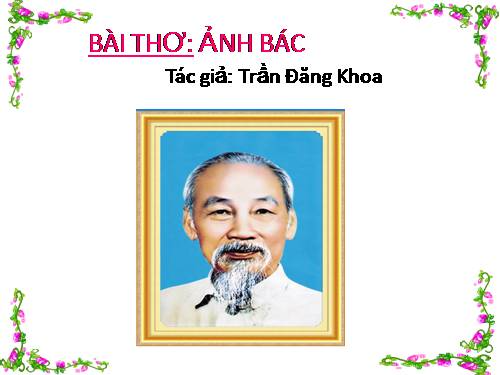 BÀI THƠ: ẢNH BÁC
Tác giả: Trần Đăng Khoa